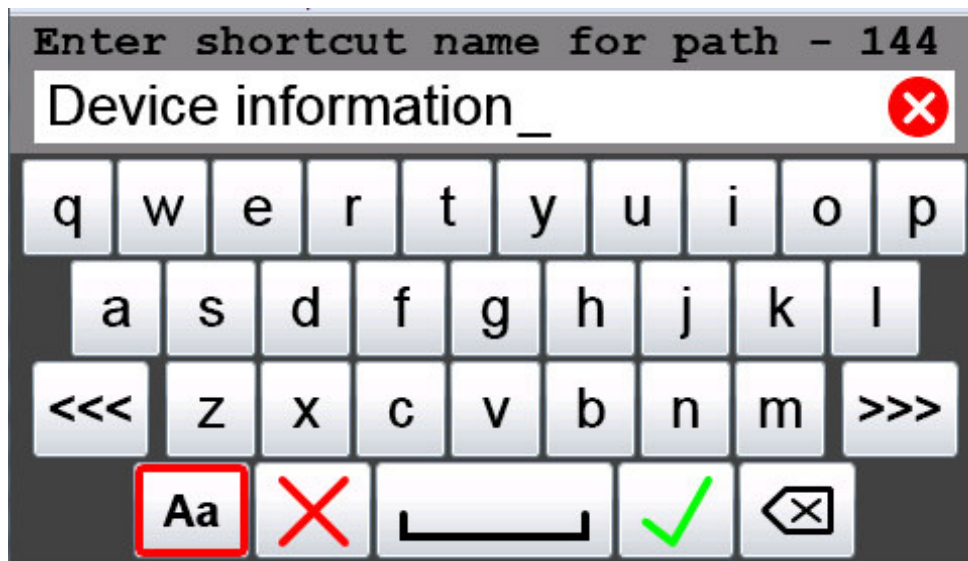 Enter shortcut name for path - 144
Device information_
q w e r t y u i o p
a s d f g h j k l
<<< z x c v b n m >>>
Aa